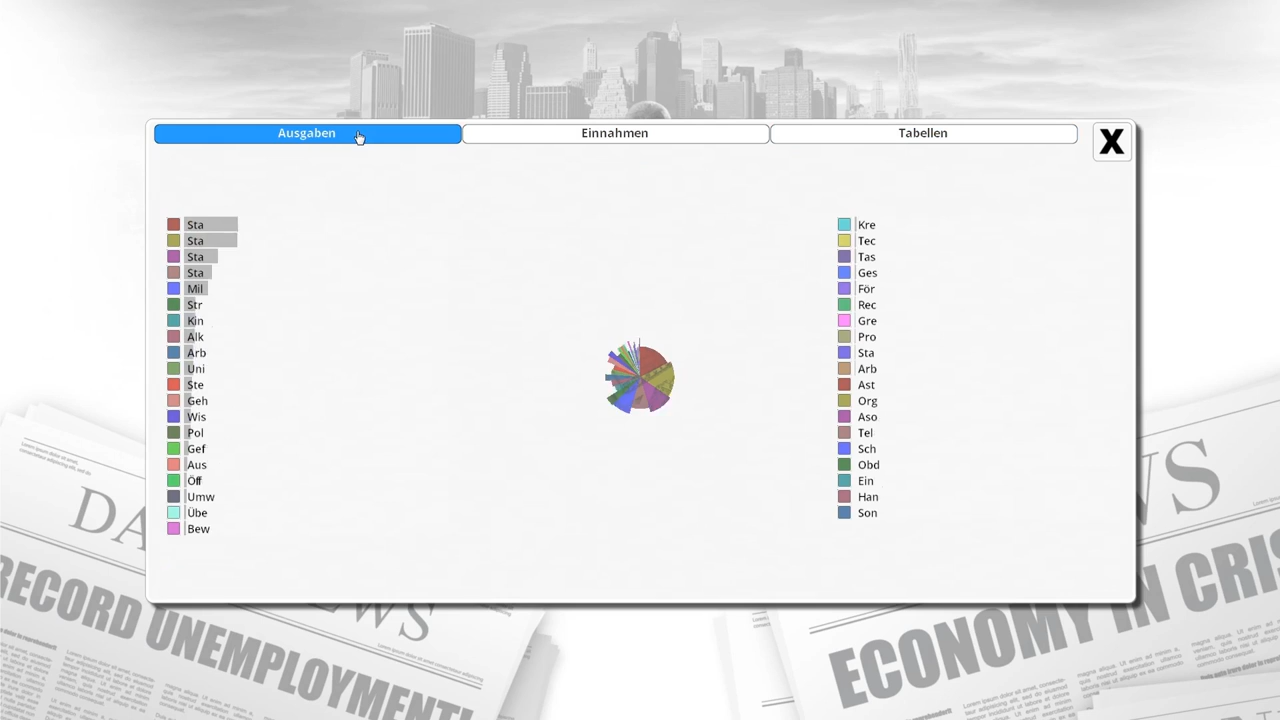 Ausgaben
Einnahmen
Tabellen
X
Sta
Sta
Sta
Sta
Mil
Str
Kin
Alk
Arb
Uni
Ste
Geh
Wis
Pol
Gef
Aus
Öff
Umw
Übe
Bew
Kre
Tec
Tas
Ges
För
Rec
Gre
Pro
Sta
Arb
Ast
Org
Aso
Tel
Sch
Obd
Ein
Han
Son
DA
WS
RECORD UNEMPLOYMENT
WS
ECONOMY IN CRIS